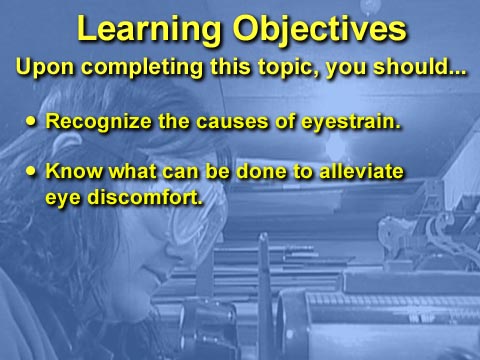 Learning Objectives
Upon completing this topic, you should...
• Recognize the causes of eyestrain.
• Know what can be done to alleviate
eye discomfort.